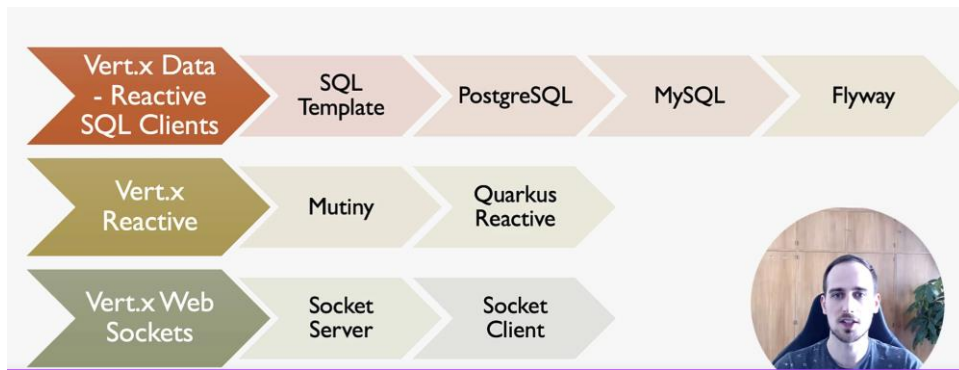 Vert.x Data
- Reactive
SQL Clients
SQL
Template
PostgreSQL
MySQL
Flyway
Vert.x
Reactive
Mutiny
Quarkus
Reactive
Vert.x Web
Sockets
Socket
Server
Socket
Client